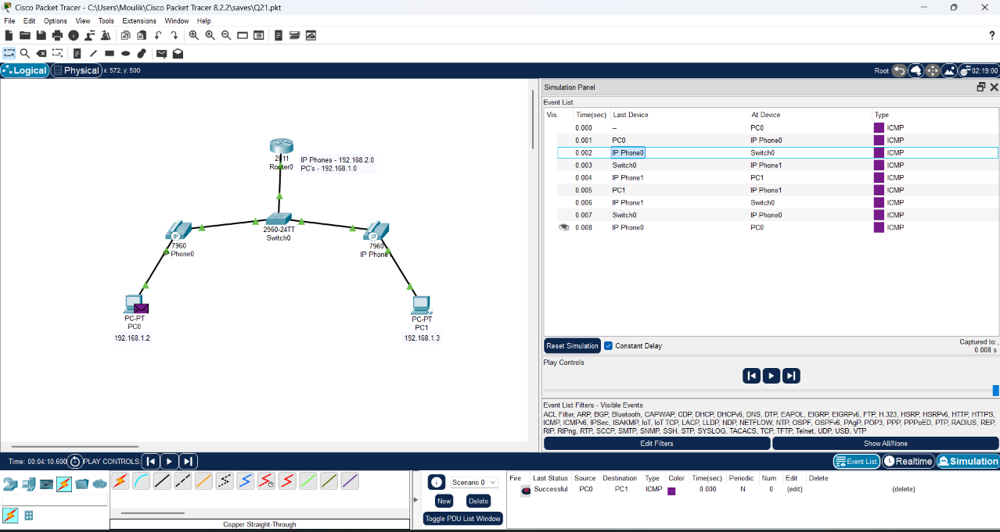 Cisco Packet Tracer - C:\Users\Moulik\Cisco Packet Tracer 8.2.2\saves\Q21.pkt
File Edit Options View Tools Extensions Window Help
?
Logical Physical x: 572, y: 500 Root 02:19:00
Simulation Panel
Event List
Vis. Time(sec) Last Device At Device Type
0.000 -- PC0 ICMP
0.001 PC0 IP Phone0 ICMP
0.002 IP Phone0 Switch0 ICMP
0.003 Switch0 IP Phone1 ICMP
0.004 IP Phone1 PC1 ICMP
0.005 PC1 IP Phone1 ICMP
0.006 IP Phone1 Switch0 ICMP
0.007 Switch0 IP Phone0 ICMP
0.008 IP Phone0 PC0 ICMP
2811
Router0
IP Phones - 192.168.2.0
PC's - 192.168.1.0
2960-24TT
Switch0
IP
7960
IP Phone0
IP
7960
IP Phone1
PC-PT
PC0
192.168.1.2
PC-PT
PC1
192.168.1.3
Reset Simulation Constant Delay Captured to:
0.008 s
Play Controls
Event List Filters - Visible Events
ACL Filter, ARP, BGP, Bluetooth, CAPWAP, CDP, DHCP, DHCPv6, DNS, DTP, EAPOL, EIGRP, EIGRPv6, FTP, H.323, HSRP, HSRPv6, HTTP, HTTPS,
ICMP, ICMPv6, IPSec, ISAKMP, IoT, IoT TCP, LACP, LLDP, NDP, NETFLOW, NTP, OSPF, OSPFv6, PAgP, POP3, PPP, PPPoED, PTP, RADIUS, REP,
RIP, RIPng, RTP, SCCP, SMTP, SNMP, SSH, STP, SYSLOG, TACACS, TCP, TFTP, Telnet, UDP, USB, VTP
Edit Filters Show All/None
Time: 00:04:10.600 PLAY CONTROLS: Event List Realtime Simulation
Scenario 0
New Delete
Toggle PDU List Window
Fire Last Status Source Destination Type Color Time(sec) Periodic Num Edit Delete
Successful PC0 PC1 ICMP 0.000 N 0 (edit) (delete)
Copper Straight-Through